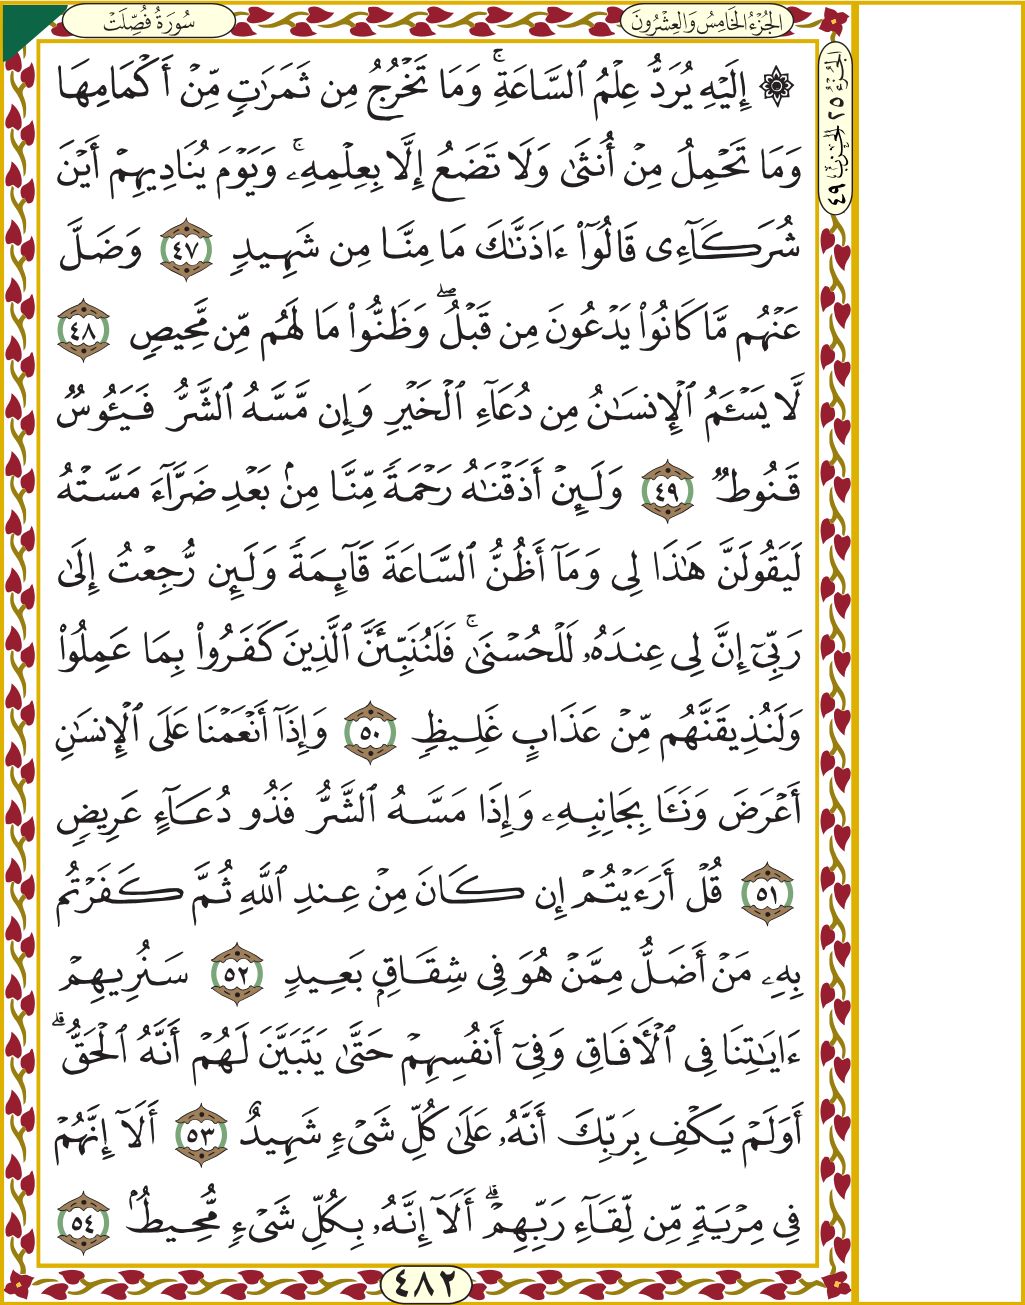 سُورَةُ فُصِّلَتْ
الجُزْءُ الخَامِسُ وَالعِشْرُونَ
الجُزْءُ ٢٥ الحِزْبُ ٤٩
۞ إِلَيْهِ يُرَدُّ عِلْمُ ٱلسَّاعَةِۚ وَمَا تَخْرُجُ مِن ثَمَرَٰتٍ مِّنْ أَكْمَامِهَا
وَمَا تَحْمِلُ مِنْ أُنثَىٰ وَلَا تَضَعُ إِلَّا بِعِلْمِهِۦۚ وَيَوْمَ يُنَادِيهِمْ أَيْنَ
شُرَكَآءِى قَالُوٓا۟ ءَاذَنَّٰكَ مَا مِنَّا مِن شَهِيدٍ ٤٧ وَضَلَّ
عَنْهُم مَّا كَانُوا۟ يَدْعُونَ مِن قَبْلُۖ وَظَنُّوا۟ مَا لَهُم مِّن مَّحِيصٍ ٤٨
لَّا يَسْـَٔمُ ٱلْإِنسَٰنُ مِن دُعَآءِ ٱلْخَيْرِ وَإِن مَّسَّهُ ٱلشَّرُّ فَيَـُٔوسٌ
قَنُوطٌ ٤٩ وَلَئِنْ أَذَقْنَٰهُ رَحْمَةً مِّنَّا مِنۢ بَعْدِ ضَرَّآءَ مَسَّتْهُ
لَيَقُولَنَّ هَٰذَا لِى وَمَآ أَظُنُّ ٱلسَّاعَةَ قَآئِمَةً وَلَئِن رُّجِعْتُ إِلَىٰ
رَبِّىٓ إِنَّ لِى عِندَهُۥ لَلْحُسْنَىٰۚ فَلَنُنَبِّئَنَّ ٱلَّذِينَ كَفَرُوا۟ بِمَا عَمِلُوا۟
وَلَنُذِيقَنَّهُم مِّنْ عَذَابٍ غَلِيظٍ ٥٠ وَإِذَآ أَنْعَمْنَا عَلَى ٱلْإِنسَٰنِ
أَعْرَضَ وَنَـَٔا بِجَانِبِهِۦ وَإِذَا مَسَّهُ ٱلشَّرُّ فَذُو دُعَآءٍ عَرِيضٍ
٥١ قُلْ أَرَءَيْتُمْ إِن كَانَ مِنْ عِندِ ٱللَّهِ ثُمَّ كَفَرْتُم
بِهِۦ مَنْ أَضَلُّ مِمَّنْ هُوَ فِى شِقَاقٍۭ بَعِيدٍ ٥٢ سَنُرِيهِمْ
ءَايَٰتِنَا فِى ٱلْـَٔافَاقِ وَفِىٓ أَنفُسِهِمْ حَتَّىٰ يَتَبَيَّنَ لَهُمْ أَنَّهُ ٱلْحَقُّۗ
أَوَلَمْ يَكْفِ بِرَبِّكَ أَنَّهُۥ عَلَىٰ كُلِّ شَىْءٍ شَهِيدٌ ٥٣ أَلَآ إِنَّهُمْ
فِى مِرْيَةٍ مِّن لِّقَآءِ رَبِّهِمْۗ أَلَآ إِنَّهُۥ بِكُلِّ شَىْءٍ مُّحِيطٌۢ ٥٤
٤٨٢